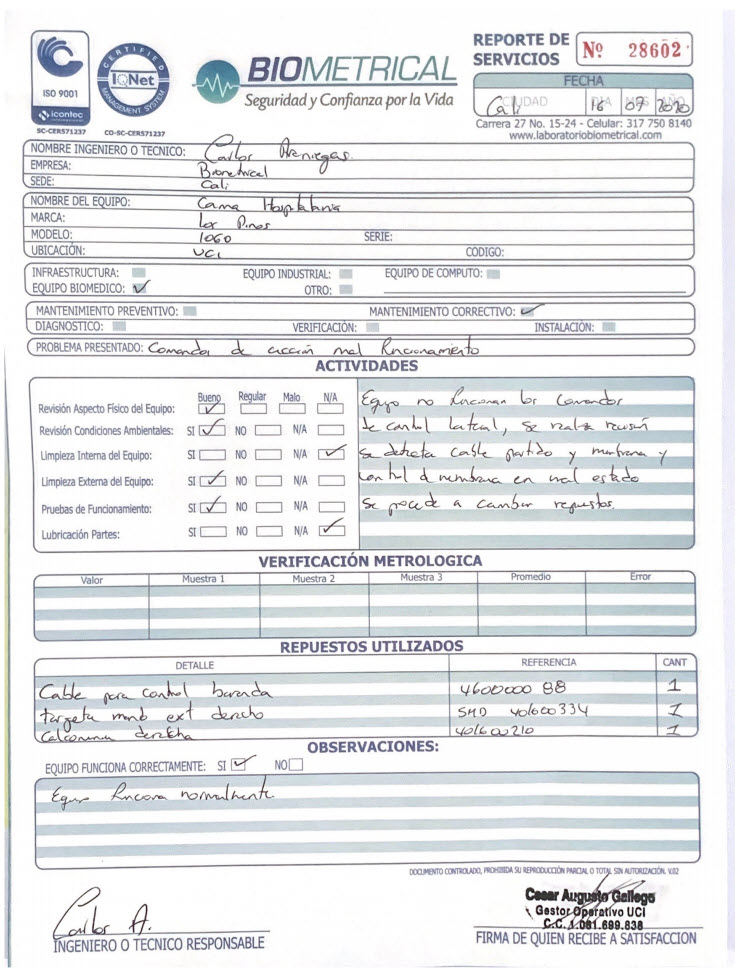 ISO 9001
icontec
SC-CER571237
CERTIFIED
IQNet
MANAGEMENT SYSTEM
CO-SC-CER571237
BIOMETRICAL
Seguridad y Confianza por la Vida
REPORTE DE SERVICIOS
Nº 28602
FECHA
CIUDAD DIA MES AÑO
Cali 16 07 2020
Carrera 27 No. 15-24 - Celular: 317 750 8140
www.laboratoriobiometrical.com
NOMBRE INGENIERO O TECNICO: Carlos Areniegas.
EMPRESA: Biometrical
SEDE: Cali
NOMBRE DEL EQUIPO: Cama Hospitalaria
MARCA: Los Pinos
MODELO: 1060 SERIE:
UBICACIÓN: UCI CODIGO:
INFRAESTRUCTURA: EQUIPO INDUSTRIAL: EQUIPO DE COMPUTO:
EQUIPO BIOMEDICO: ✓ OTRO:
MANTENIMIENTO PREVENTIVO: MANTENIMIENTO CORRECTIVO: ✓
DIAGNOSTICO: VERIFICACIÓN: INSTALACIÓN:
PROBLEMA PRESENTADO: Comandos de acción mal funcionamiento
ACTIVIDADES
Bueno Regular Malo N/A
Revisión Aspecto Físico del Equipo: ✓
Revisión Condiciones Ambientales: SI ✓ NO N/A
Limpieza Interna del Equipo: SI NO N/A ✓
Limpieza Externa del Equipo: SI ✓ NO N/A
Pruebas de Funcionamiento: SI ✓ NO N/A
Lubricación Partes: SI NO N/A ✓
Equipo no funcionan los comandos
de control lateral, se realiza revisión
se detecta cable partido y membrana y
control d membrana en mal estado
Se procede a cambiar repuestos.
VERIFICACIÓN METROLOGICA
Valor Muestra 1 Muestra 2 Muestra 3 Promedio Error
REPUESTOS UTILIZADOS
DETALLE REFERENCIA CANT
Cable para control baranda 460000088 1
targeta mand ext derecho SMD 401600334 1
Calcomania derecha 401600210 1
OBSERVACIONES:
EQUIPO FUNCIONA CORRECTAMENTE: SI ✓ NO
Equipo funciona normalmente.
DOCUMENTO CONTROLADO, PROHIBIDA SU REPRODUCCIÓN PARCIAL O TOTAL SIN AUTORIZACIÓN. V.02
Carlos A.
INGENIERO O TECNICO RESPONSABLE
Cesar Augusto Gallego
Gestor Operativo UCI
C.C. 1.081.699.838
FIRMA DE QUIEN RECIBE A SATISFACCION